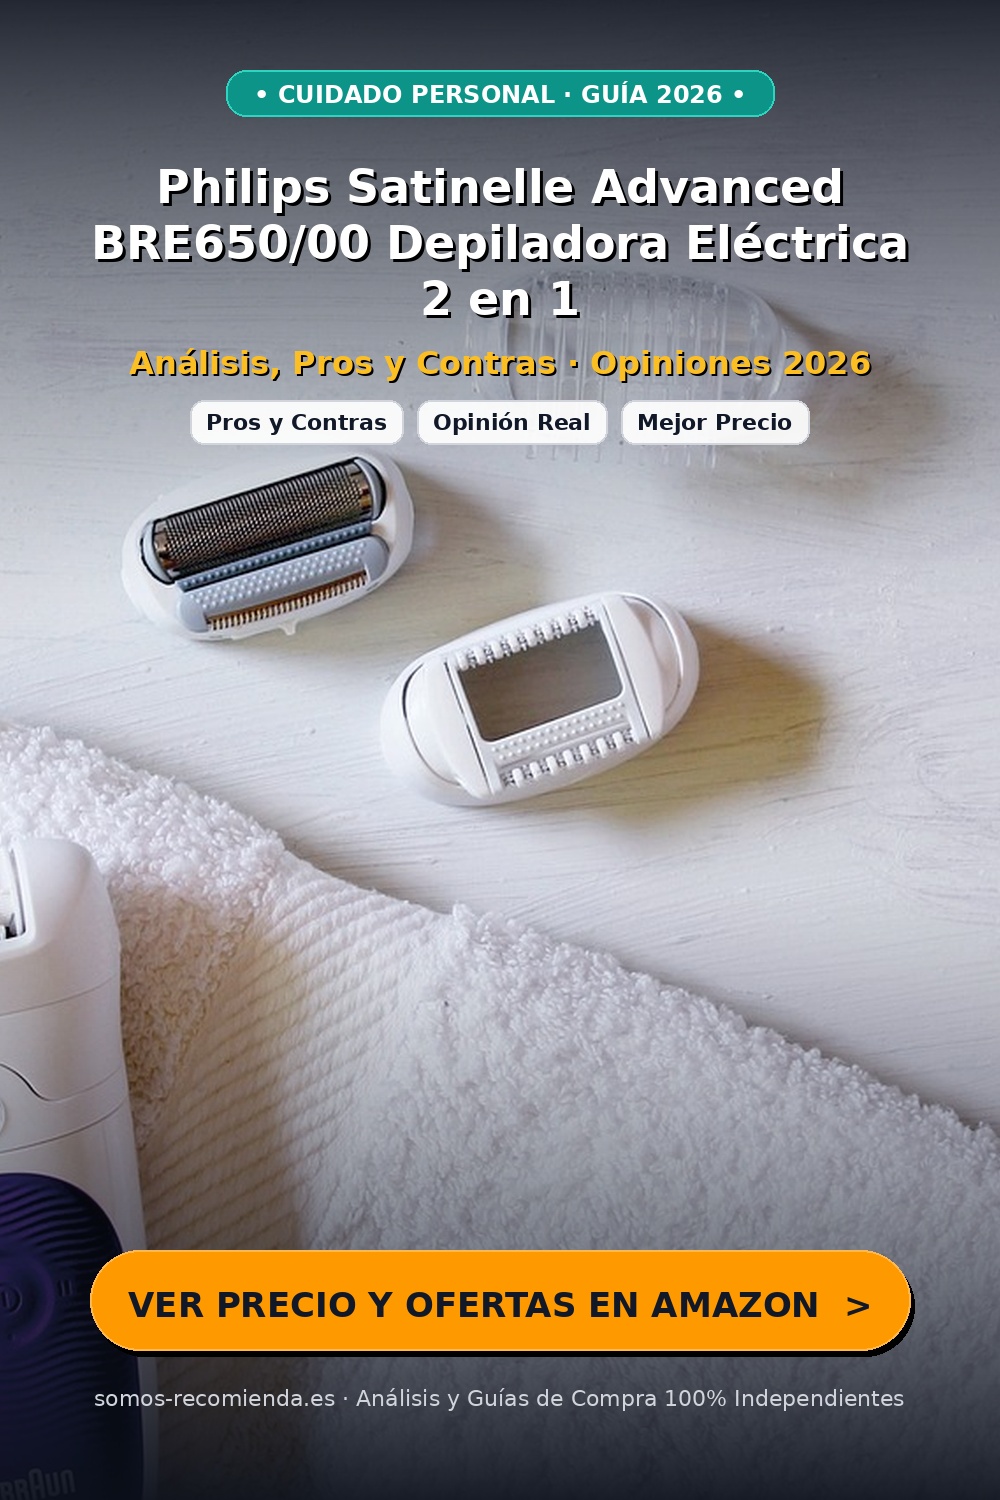 • CUIDADO PERSONAL · GUÍA 2026 •
Philips Satinelle Advanced
BRE650/00 Depiladora Eléctrica
2 en 1
Análisis, Pros y Contras · Opiniones 2026
Pros y Contras Opinión Real Mejor Precio
VER PRECIO Y OFERTAS EN AMAZON >
somos-recomienda.es · Análisis y Guías de Compra 100% Independientes
BRAUN